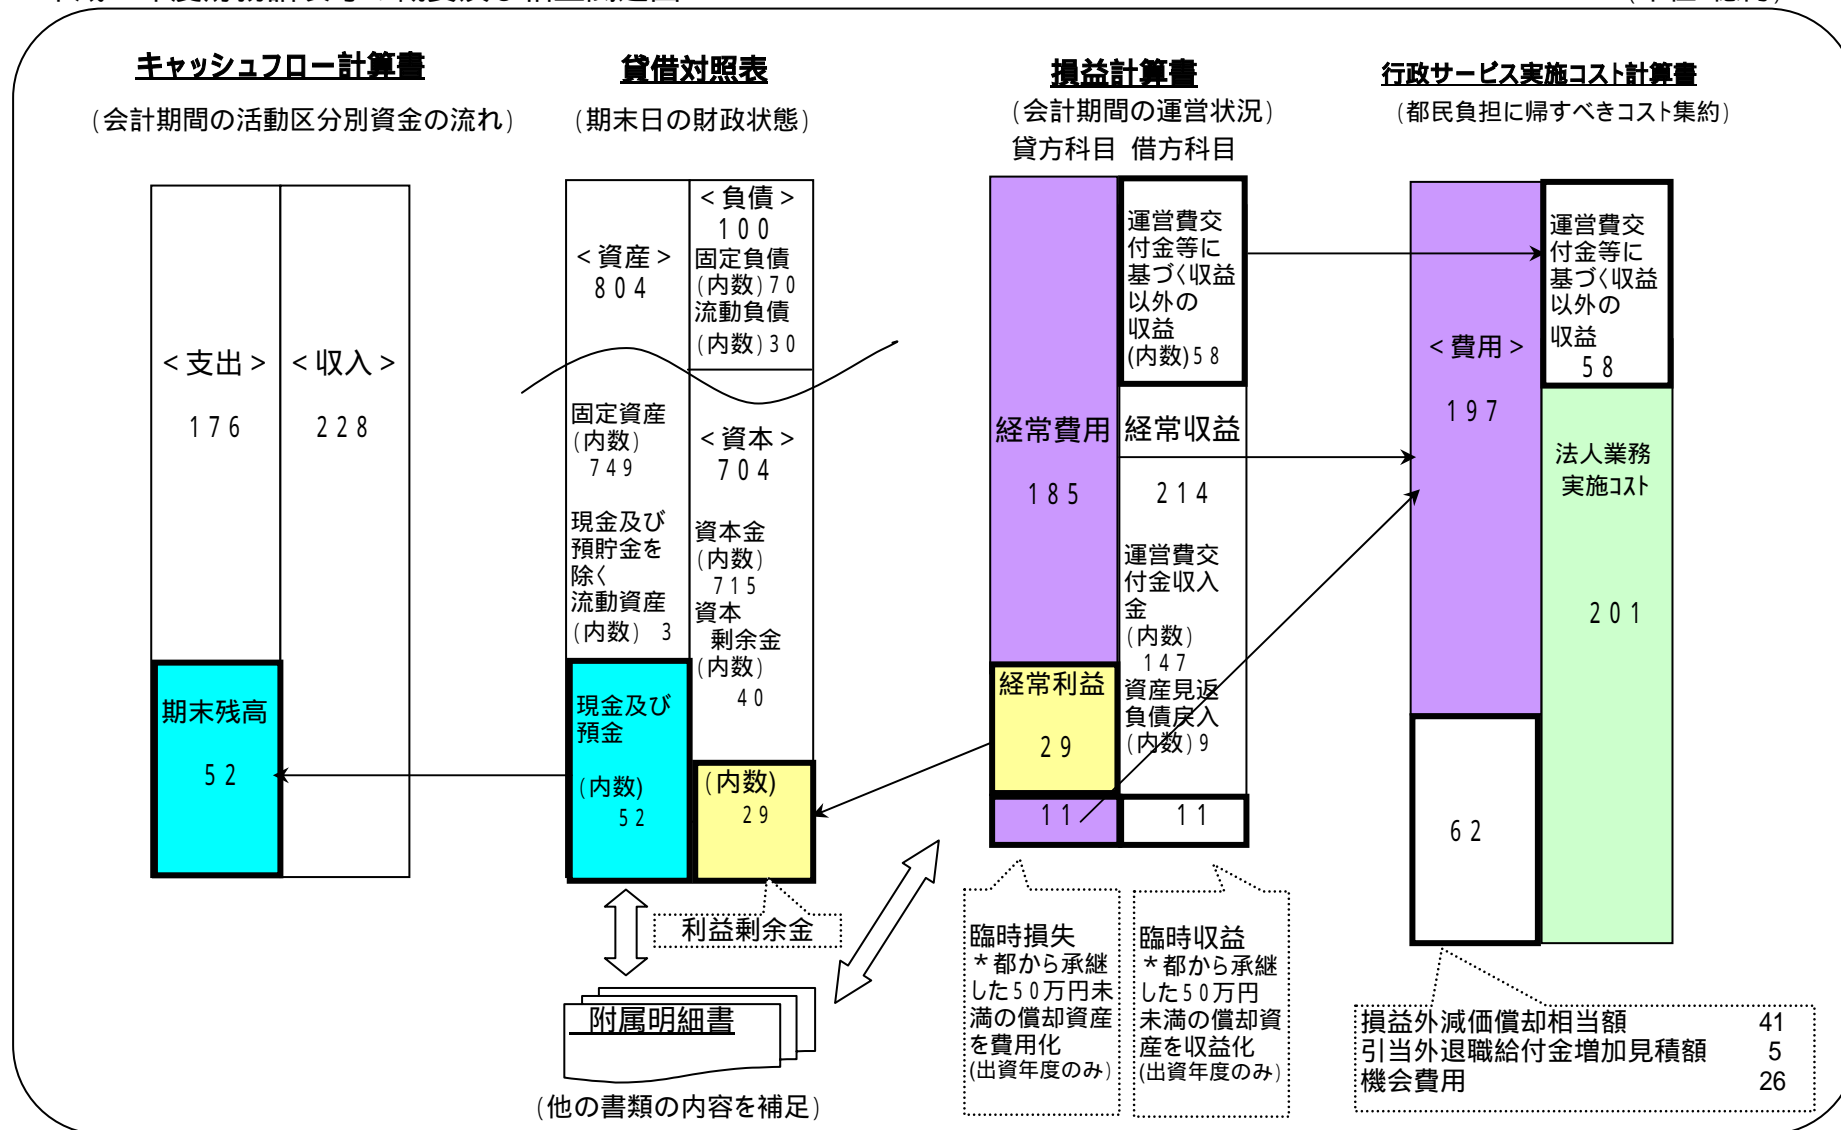 キャッシュフロー計算書
(会計期間の活動区分別資金の流れ)
<支出>
176
<収入>
228
期末残高
52
貸借対照表
(期末日の財政状態)
<資産>
804
固定資産
(内数)
749
現金及び
預貯金を
除く
流動資産
(内数) 3
現金及び
預金
(内数)
52
<負債>
100
固定負債
(内数)70
流動負債
(内数)30
<資本>
704
資本金
(内数)
715
資本
剰余金
(内数)
40
(内数)
29
利益剰余金
附属明細書
(他の書類の内容を補足)
損益計算書
(会計期間の運営状況)
貸方科目 借方科目
経常費用
185
経常利益
29
11
運営費交
付金等に
基づく収益
以外の
収益
(内数)58
経常収益
214
運営費交
付金収入
金
(内数)
147
資産見返
負債戻入
(内数)9
11
臨時損失
*都から承継
した50万円未
満の償却資産
を費用化
(出資年度のみ)
臨時収益
*都から承継
した50万円
未満の償却資
産を収益化
(出資年度のみ)
行政サービス実施コスト計算書
(都民負担に帰すべきコスト集約)
<費用>
197
62
運営費交
付金等に
基づく収益
以外の
収益
58
法人業務
実施コスト
201
損益外減価償却相当額 41
引当外退職給付金増加見積額 5
機会費用 26